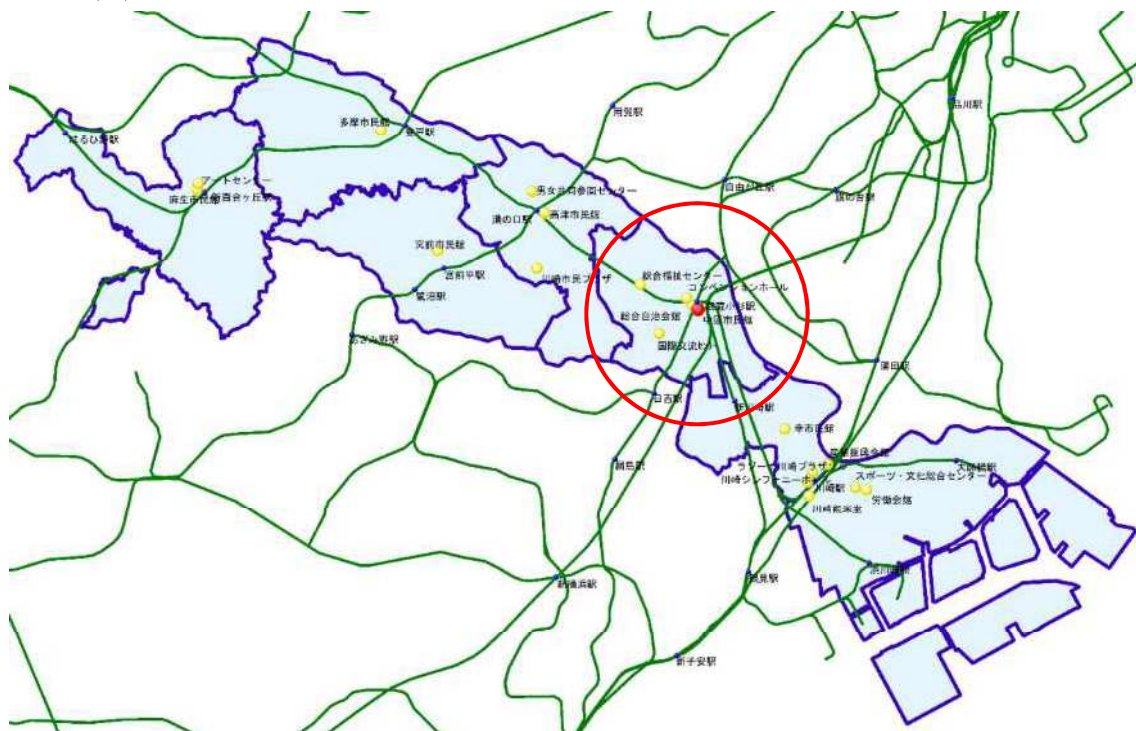 多摩市民館
登戸駅
用賀駅
品川駅
はるひ野駅
アートセンター
麻生市民館
新百合ヶ丘駅
男女共同参画センター
自由が丘駅
旗の台駅
溝の口駅
高津市民館
宮前市民館
宮前平駅
川崎市民プラザ
鷺沼駅
総合福祉センター
コンベンションホール
武蔵小杉駅
総合自治会館
中原市民館
国際交流センター
あざみ野駅
蒲田駅
日吉駅
新川崎駅
幸市民館
綱島駅
産業振興会館
ラゾーナ川崎プラザ
大師橋駅
川崎シンフィニーホ
スポーツ・文化総合センター
川崎駅
労働会館
川崎能楽堂
浜川崎駅
新横浜駅
鶴見駅
新子安駅